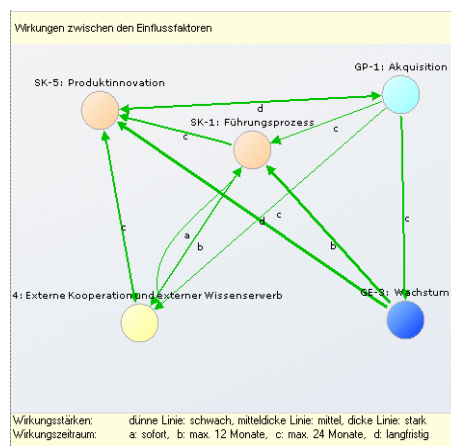 Wirkungen zwischen den Einflussfaktoren
GP-1: Akquisition
SK-5: Produktinnovation
d
SK-1: Führungsprozess
c
c
a
d
c
c
b
b
c
4: Externe Kooperation und externer Wissenserwerb
GE-3: Wachstum
Wirkungsstärken: dünne Linie: schwach, mitteldicke Linie: mittel, dicke Linie: stark
Wirkungszeitraum: a: sofort, b: max. 12 Monate, c: max. 24 Monate, d: langfristig